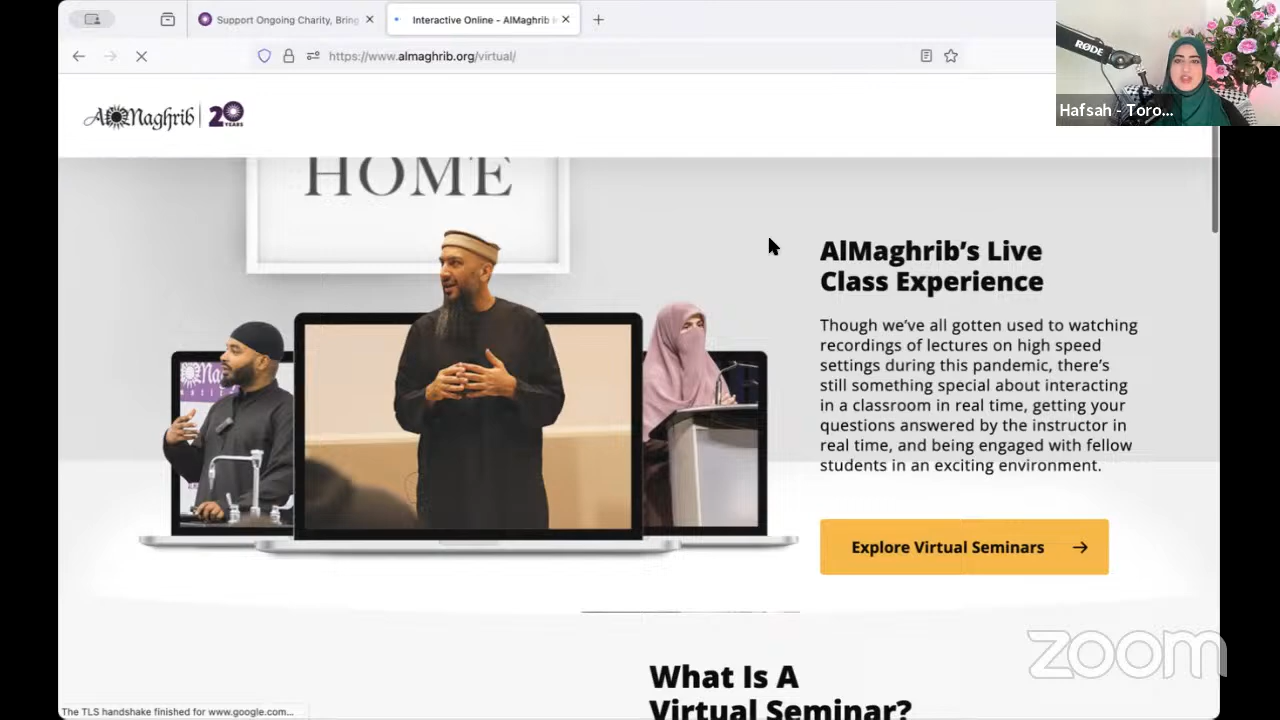 Support Ongoing Charity, Bring
Interactive Online - AlMaghrib I
https://www.almaghrib.org/virtual/
RØDE
Hafsah - Toro...
AlMaghrib | 20
YEARS
HOME
AlMaghrib’s Live
Class Experience
Though we’ve all gotten used to watching
recordings of lectures on high speed
settings during this pandemic, there’s
still something special about interacting
in a classroom in real time, getting your
questions answered by the instructor in
real time, and being engaged with fellow
students in an exciting environment.
Explore Virtual Seminars
What Is A
Virtual Seminar?
zoom
The TLS handshake finished for www.google.com...